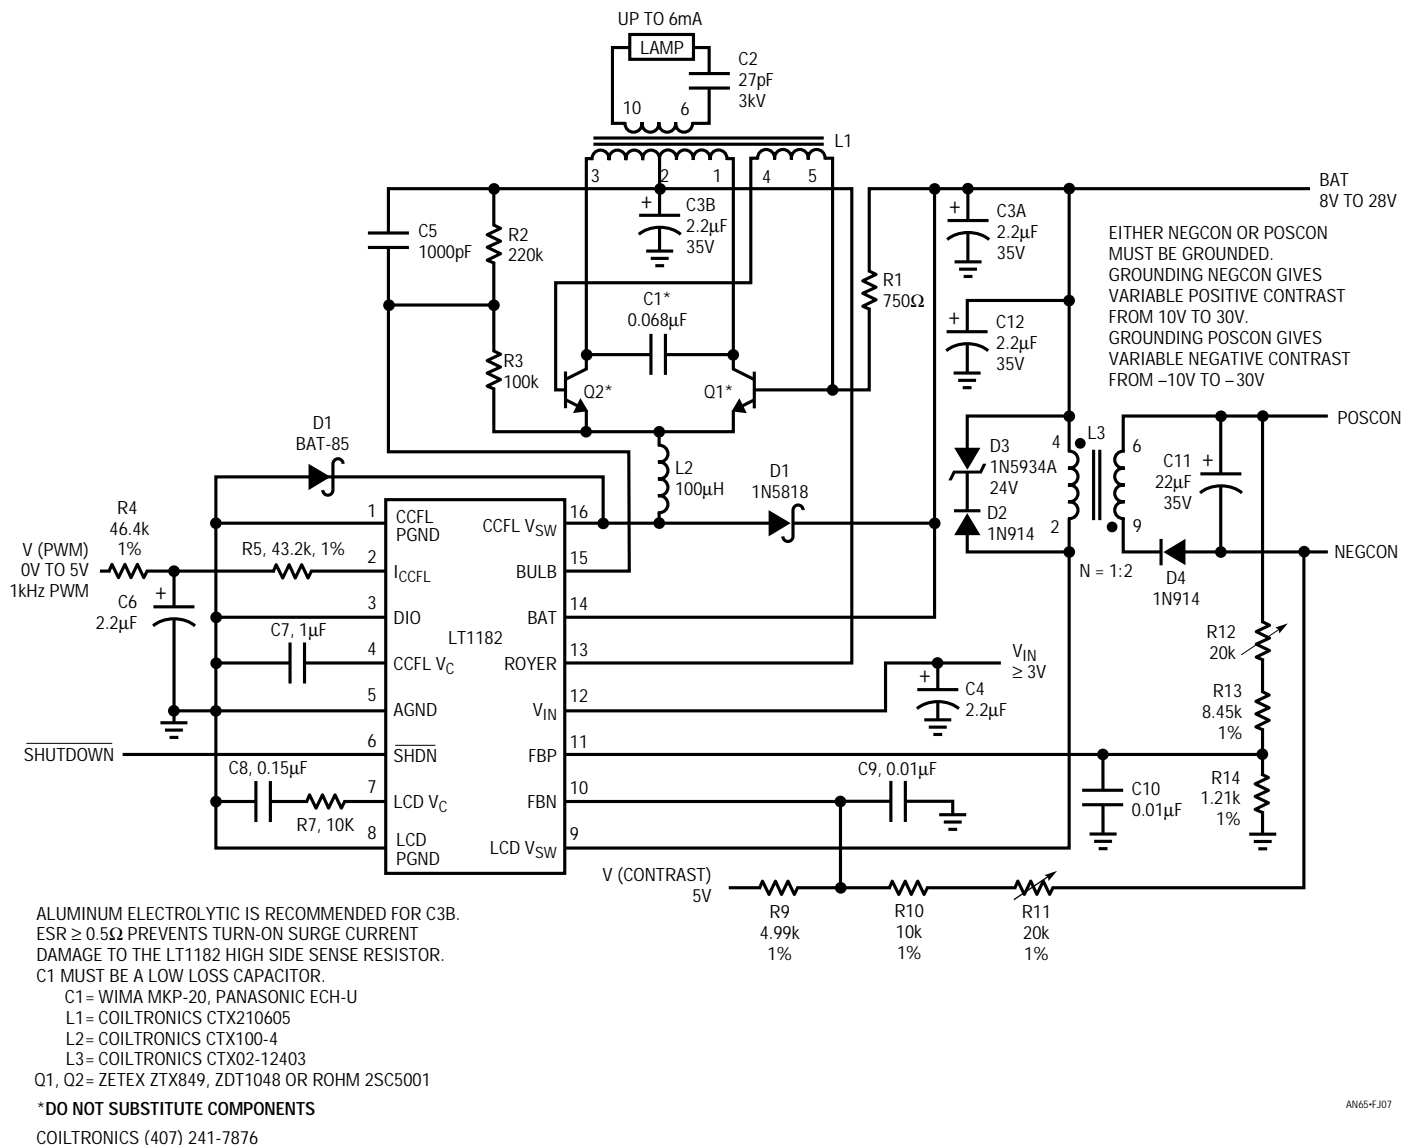 UP TO 6mA
LAMP
C2
27pF
3kV
10
6
L1
3
2
1
4
5
BAT
8V TO 28V
C5
1000pF
R2
220k
+
C3B
2.2µF
35V
R1
750Ω
+
C3A
2.2µF
35V
EITHER NEGCON OR POSCON
MUST BE GROUNDED.
GROUNDING NEGCON GIVES
VARIABLE POSITIVE CONTRAST
FROM 10V TO 30V.
GROUNDING POSCON GIVES
VARIABLE NEGATIVE CONTRAST
FROM –10V TO –30V
C1*
0.068µF
+
C12
2.2µF
35V
R3
100k
Q2*
Q1*
D1
BAT-85
L2
100µH
D1
1N5818
D3
1N5934A
24V
D2
1N914
4
L3
6
2
9
N = 1:2
+
C11
22µF
35V
POSCON
NEGCON
D4
1N914
R4
46.4k
1%
V (PWM)
0V TO 5V
1kHz PWM
R5, 43.2k, 1%
C6
2.2µF
+
C7, 1µF
1
CCFL
PGND
2
ICCFL
3
DIO
4
CCFL VC
5
AGND
6
SHDN
7
LCD VC
8
LCD
PGND
LT1182
16
CCFL VSW
15
BULB
14
BAT
13
ROYER
12
VIN
11
FBP
10
FBN
9
LCD VSW
VIN
≥ 3V
+
C4
2.2µF
R12
20k
R13
8.45k
1%
R14
1.21k
1%
SHUTDOWN
C8, 0.15µF
R7, 10K
C9, 0.01µF
C10
0.01µF
V (CONTRAST)
5V
R9
4.99k
1%
R10
10k
1%
R11
20k
1%
ALUMINUM ELECTROLYTIC IS RECOMMENDED FOR C3B.
ESR ≥ 0.5Ω PREVENTS TURN-ON SURGE CURRENT
DAMAGE TO THE LT1182 HIGH SIDE SENSE RESISTOR.
C1 MUST BE A LOW LOSS CAPACITOR.
C1= WIMA MKP-20, PANASONIC ECH-U
L1= COILTRONICS CTX210605
L2= COILTRONICS CTX100-4
L3= COILTRONICS CTX02-12403
Q1, Q2= ZETEX ZTX849, ZDT1048 OR ROHM 2SC5001
*DO NOT SUBSTITUTE COMPONENTS
COILTRONICS (407) 241-7876
AN65•FJ07